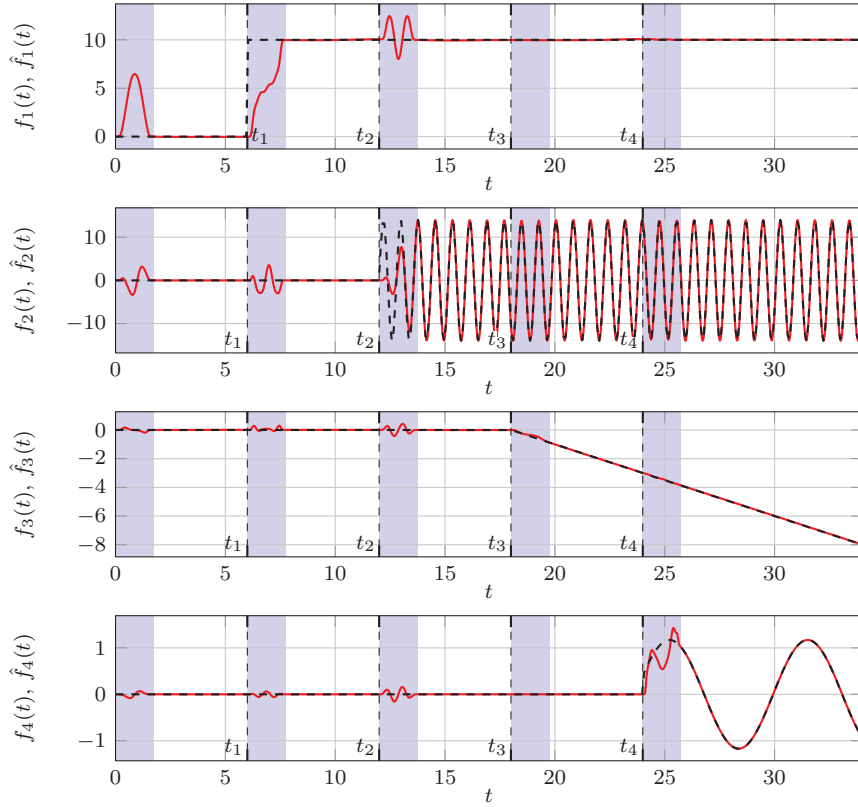 f₁(t), f̂₁(t)
10
5
0
t₁ t₂ t₃ t₄
0 5 10 15 20 25 30
t
f₂(t), f̂₂(t)
10
0
−10
t₁ t₂ t₃ t₄
0 5 10 15 20 25 30
t
f₃(t), f̂₃(t)
0
−2
−4
−6
−8
t₁ t₂ t₃ t₄
0 5 10 15 20 25 30
t
f₄(t), f̂₄(t)
1
0
−1
t₁ t₂ t₃ t₄
0 5 10 15 20 25 30
t